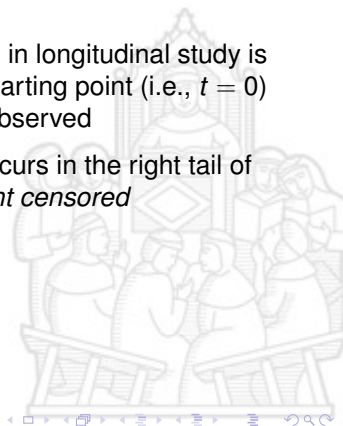 in longitudinal study is
arting point (i.e., t = 0)
bserved
curs in the right tail of
nt censored